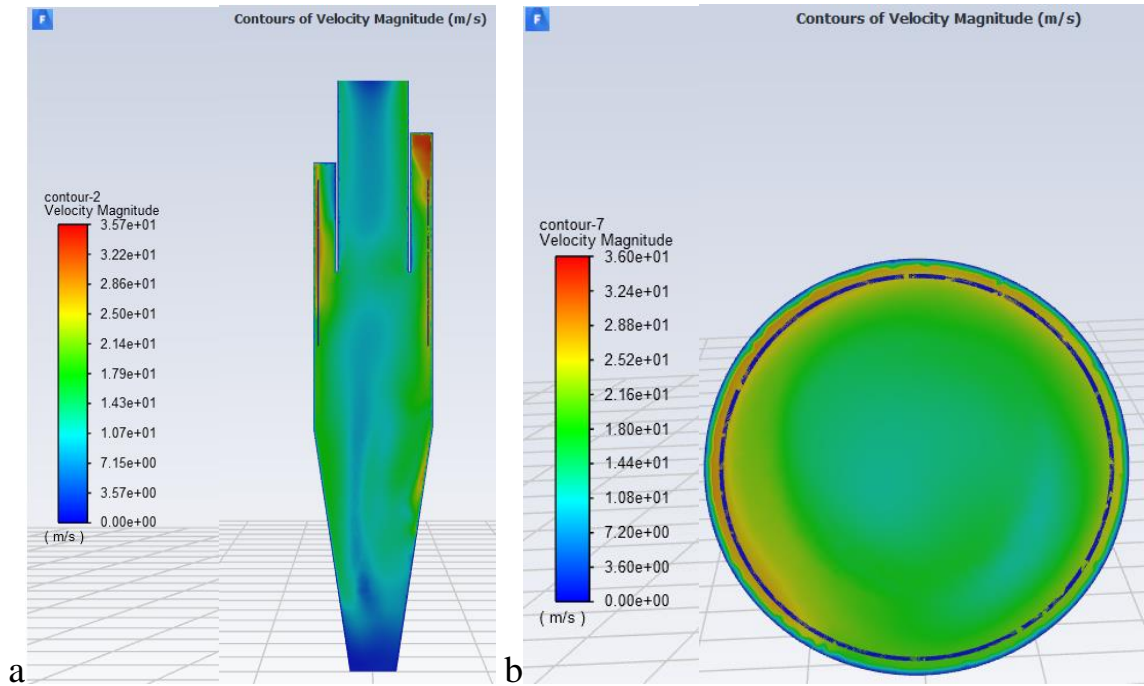 F
Contours of Velocity Magnitude (m/s)
contour-2
Velocity Magnitude
3.57e+01
3.22e+01
2.86e+01
2.50e+01
2.14e+01
1.79e+01
1.43e+01
1.07e+01
7.15e+00
3.57e+00
0.00e+00
( m/s )
a
F
Contours of Velocity Magnitude (m/s)
contour-7
Velocity Magnitude
3.60e+01
3.24e+01
2.88e+01
2.52e+01
2.16e+01
1.80e+01
1.44e+01
1.08e+01
7.20e+00
3.60e+00
0.00e+00
( m/s )
b